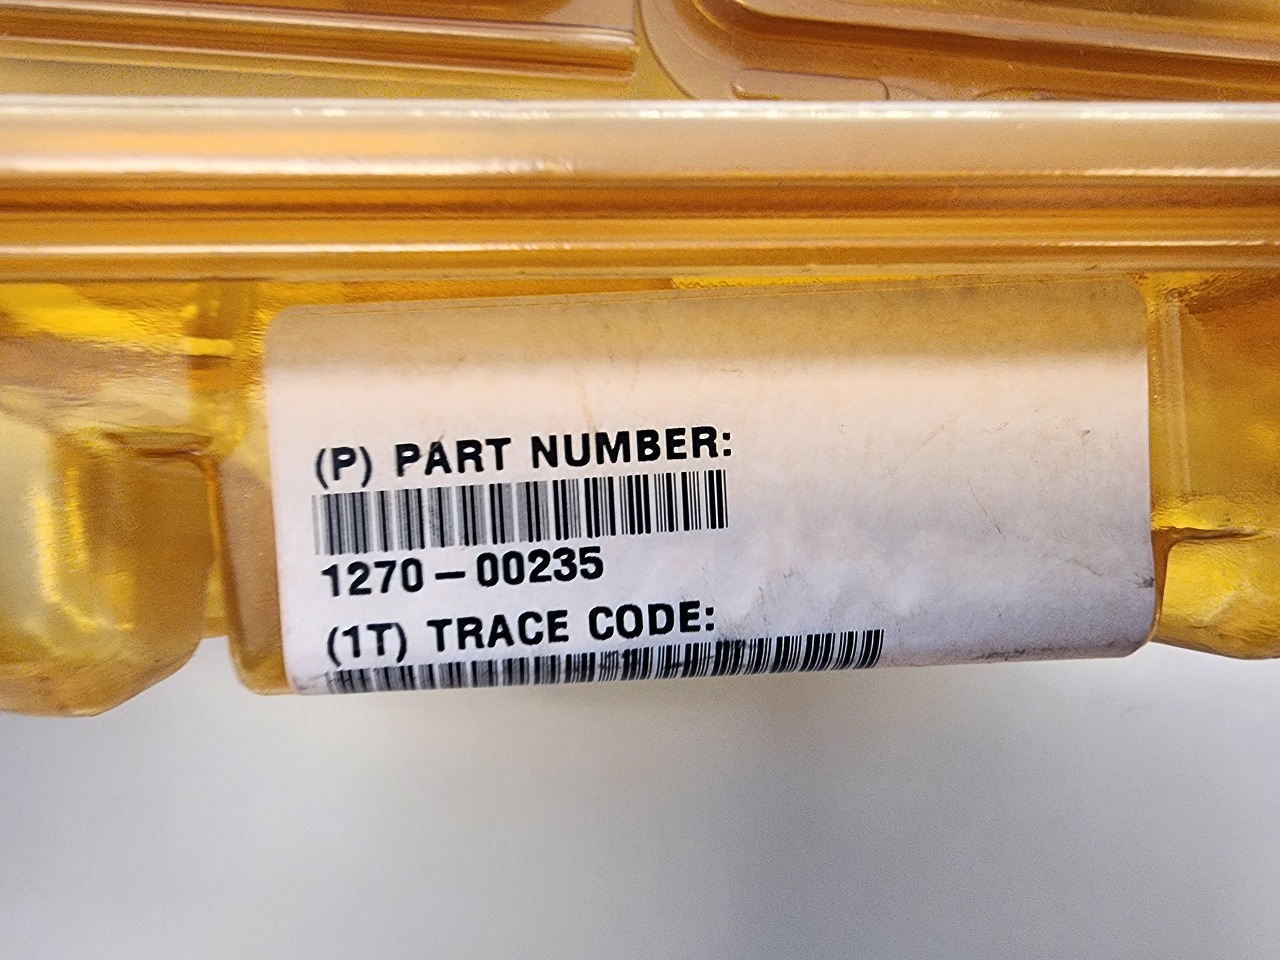 (P) PART NUMBER:
1270-00235
(1T) TRACE CODE: